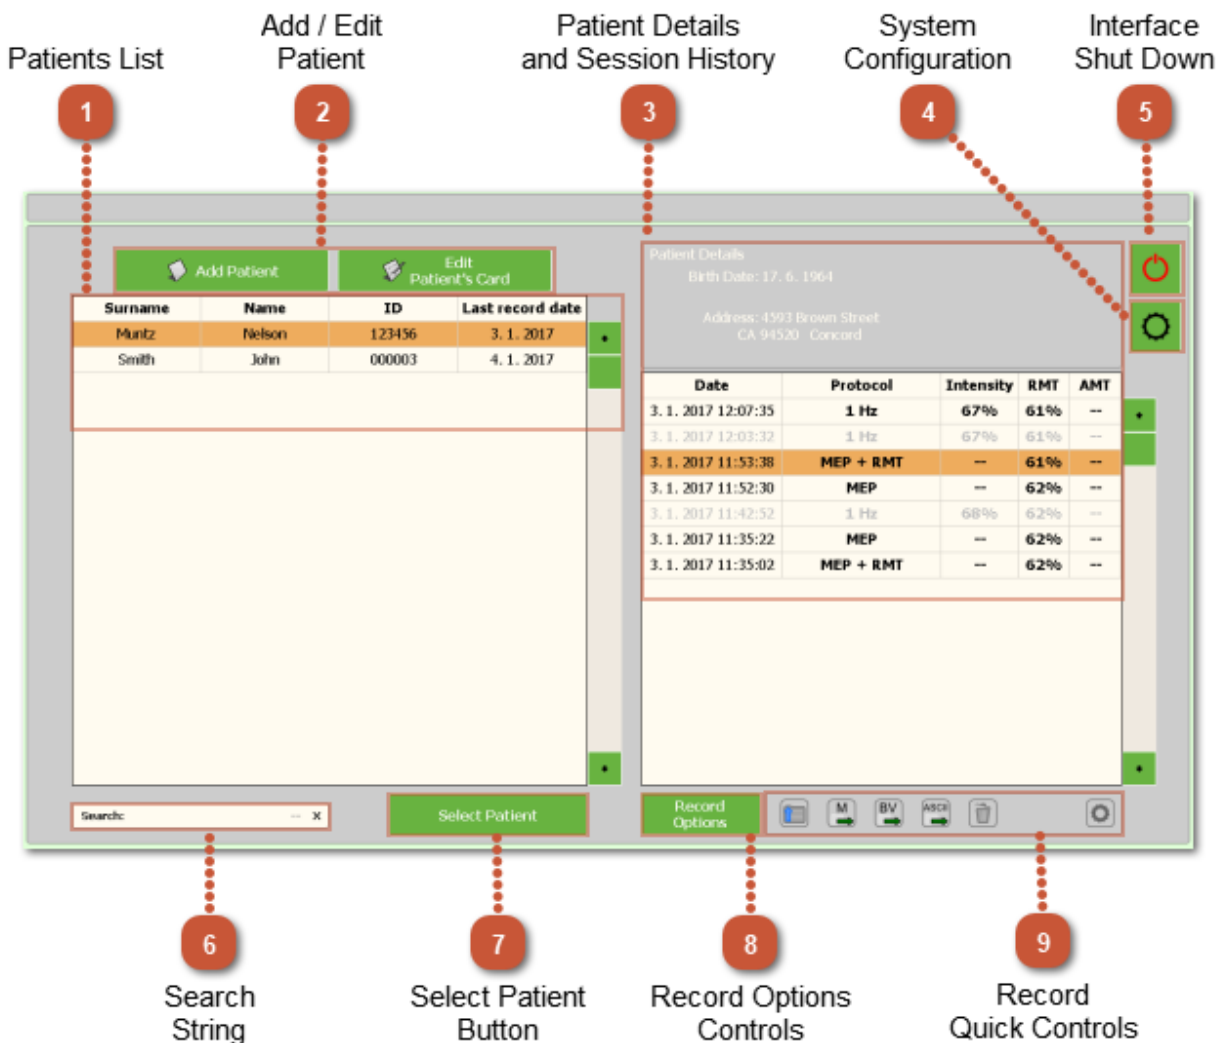 Patients List
Add / Edit
Patient
Patient Details
and Session History
System
Configuration
Interface
Shut Down
1
2
3
4
5
Add Patient
Edit
Patient's Card
Surname Name ID Last record date
Muntz Nelson 123456 3. 1. 2017
Smith John 000003 4. 1. 2017
Patient Details
Birth Date: 17. 6. 1964
Address: 4593 Brown Street
CA 94520 Concord
Date Protocol Intensity RMT AMT
3. 1. 2017 12:07:35 1 Hz 67% 61% --
3. 1. 2017 12:03:32 1 Hz 67% 61% --
3. 1. 2017 11:53:38 MEP + RMT -- 61% --
3. 1. 2017 11:52:30 MEP -- 62% --
3. 1. 2017 11:42:52 1 Hz 68% 62% --
3. 1. 2017 11:35:22 MEP -- 62% --
3. 1. 2017 11:35:02 MEP + RMT -- 62% --
Search: -- X
Select Patient
Record
Options
M
BV
ASCII
6
7
8
9
Search
String
Select Patient
Button
Record Options
Controls
Record
Quick Controls